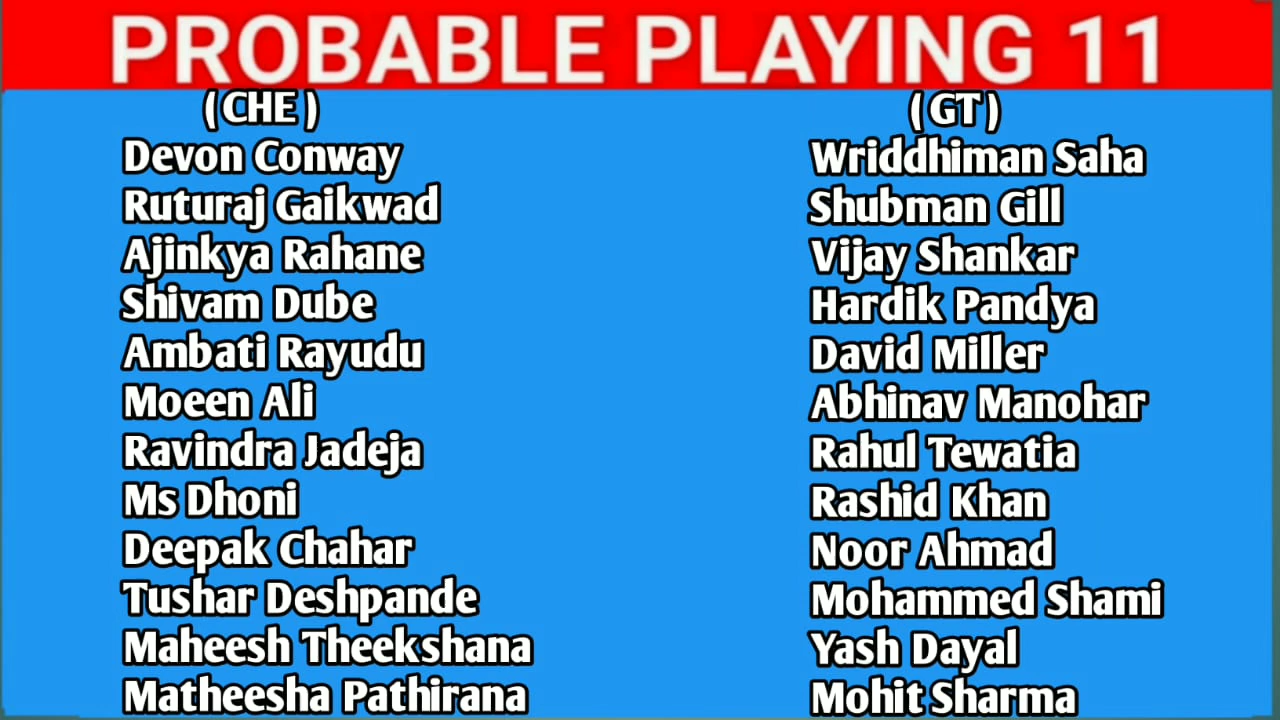 PROBABLE PLAYING 11
( CHE )
Devon Conway
Ruturaj Gaikwad
Ajinkya Rahane
Shivam Dube
Ambati Rayudu
Moeen Ali
Ravindra Jadeja
Ms Dhoni
Deepak Chahar
Tushar Deshpande
Maheesh Theekshana
Matheesha Pathirana
( GT )
Wriddhiman Saha
Shubman Gill
Vijay Shankar
Hardik Pandya
David Miller
Abhinav Manohar
Rahul Tewatia
Rashid Khan
Noor Ahmad
Mohammed Shami
Yash Dayal
Mohit Sharma